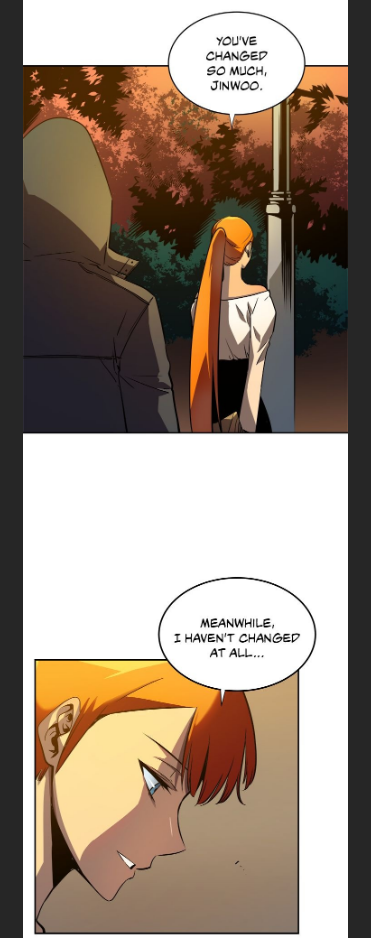 YOU'VE
CHANGED
SO MUCH,
JINWOO.
MEANWHILE,
I HAVEN'T CHANGED
AT ALL...